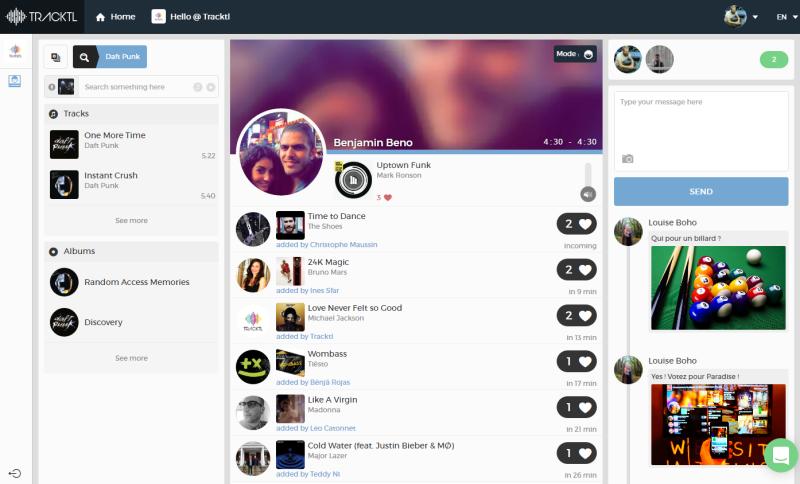 TRACKTL
Home
Hello @ Tracktl
EN
Daft Punk
Search something here
Tracks
One More Time
Daft Punk
5:22
Instant Crush
Daft Punk
5:40
See more
Albums
Random Access Memories
Discovery
See more
Mode :
Benjamin Beno
4:30 - 4:30
Uptown Funk
Mark Ronson
3
Time to Dance
The Shoes
added by Christophe Maussin
2
incoming
24K Magic
Bruno Mars
added by Ines Sfar
2
in 9 min
TRACKTL
Love Never Felt so Good
Michael Jackson
added by Tracktl
2
in 13 min
Wombass
Tiësto
added by Bënjà Rojas
1
in 17 min
Like A Virgin
Madonna
added by Leo Catonnet
1
in 21 min
Cold Water (feat. Justin Bieber & MØ)
Major Lazer
added by Teddy Ni
1
in 26 min
2
Type your message here
SEND
Louise Boho
Qui pour un billard ?
Louise Boho
Yes ! Votez pour Paradise !